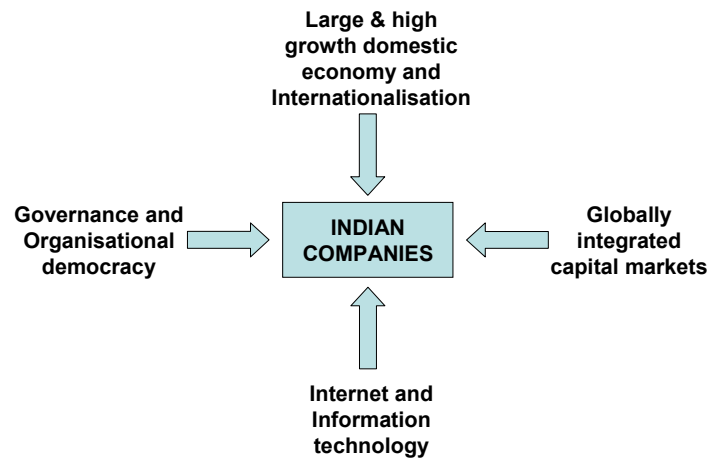 Large & high
growth domestic
economy and
Internationalisation
Governance and
Organisational
democracy
INDIAN
COMPANIES
Globally
integrated
capital markets
Internet and
Information
technology